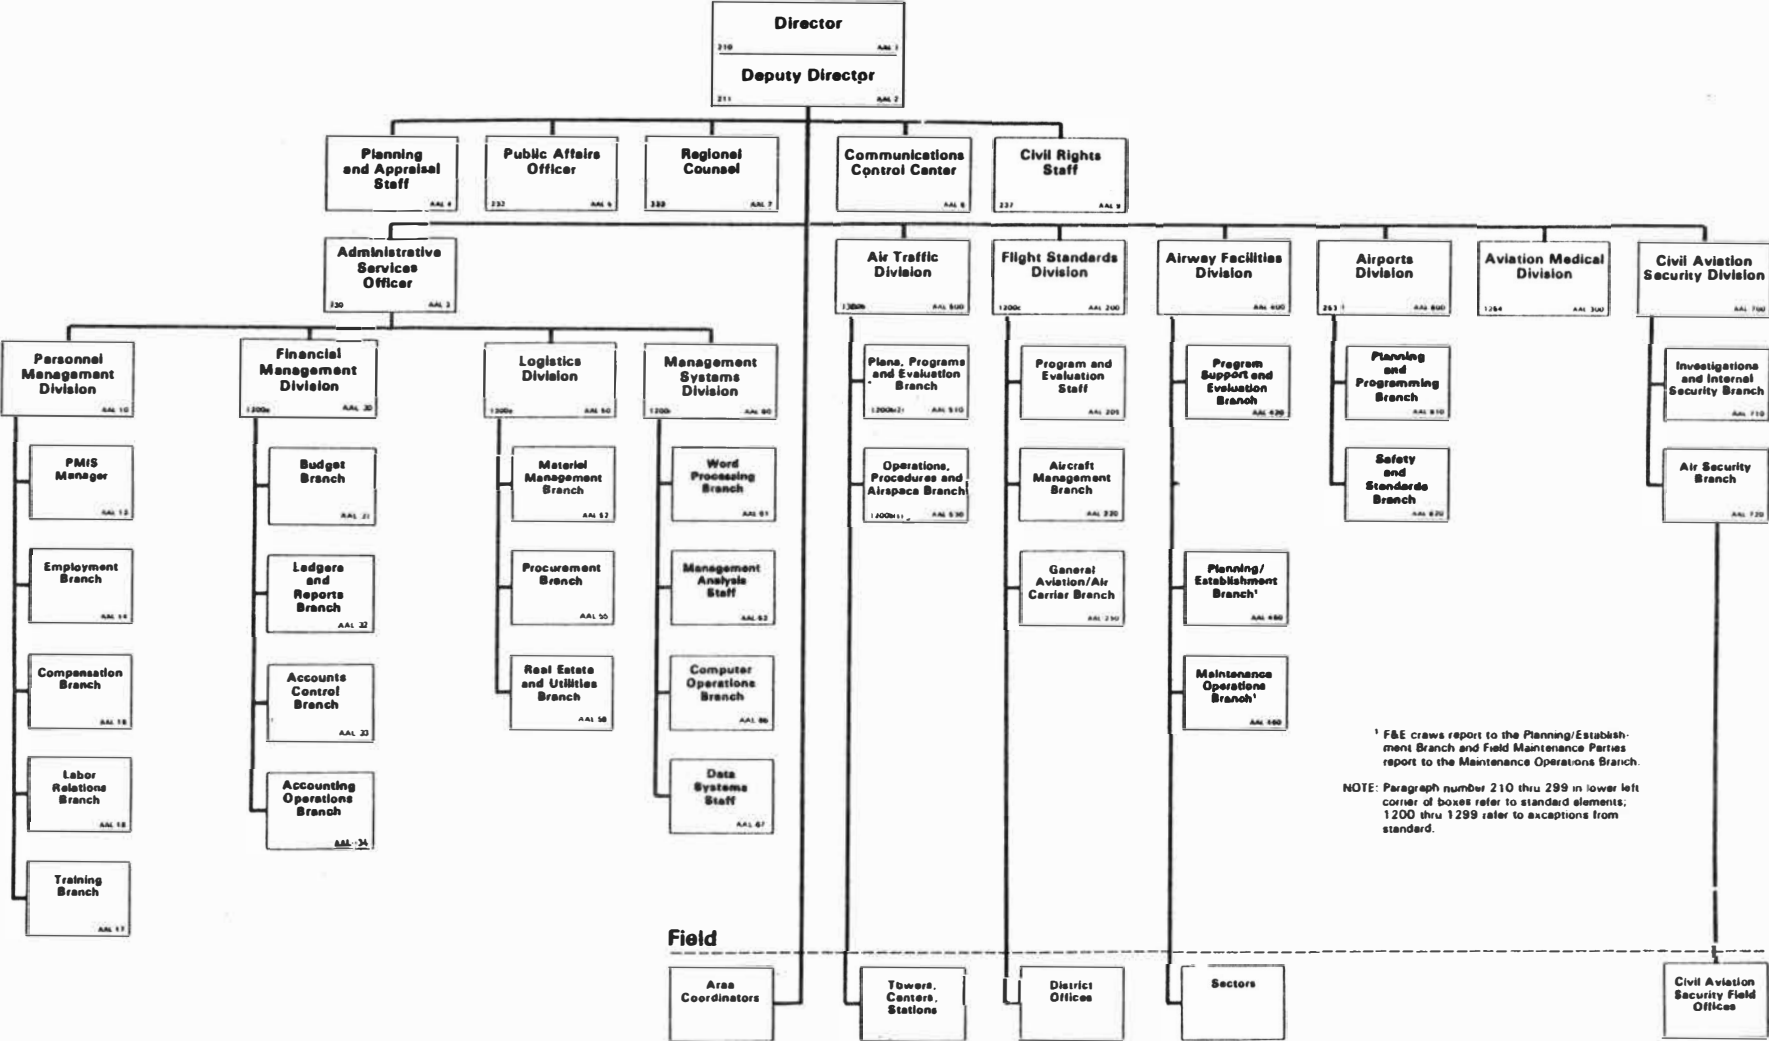 Director
210 AAL 1
Deputy Director
211 AAL 2
Planning
and Appraisal
Staff
AAL 4
Public Affairs
Officer
232 AAL 5
Regional
Counsel
AAL 7
Communications
Control Center
AAL 8
Civil Rights
Staff
237 AAL 9
Administrative
Services
Officer
AAL 3
Air Traffic
Division
AAL 500
Flight Standards
Division
1200c AAL 200
Airway Facilities
Division
AAL 400
Airports
Division
263 AAL 600
Aviation Medical
Division
1264 AAL 300
Civil Aviation
Security Division
AAL 700
Personnel
Management
Division
AAL 10
Financial
Management
Division
1200a AAL 30
Logistics
Division
AAL 50
Management
Systems
Division
AAL 60
Plans, Programs
and Evaluation
Branch
AAL 510
Program and
Evaluation
Staff
AAL 205
Program
Support and
Evaluation
Branch
AAL 420
Planning
and
Programming
Branch
AAL 610
Investigations
and Internal
Security Branch
AAL 710
PMIS
Manager
Budget
Branch
AAL 31
Materiel
Management
Branch
AAL 52
Word
Processing
Branch
AAL 61
Operations,
Procedures and
Airspace Branch
AAL 530
Aircraft
Management
Branch
Safety
and
Standards
Branch
AAL 620
Air Security
Branch
AAL 720
Employment
Branch
AAL 14
Ledgers
and
Reports
Branch
AAL 32
Procurement
Branch
AAL 55
Management
Analysis
Staff
AAL 63
General
Aviation/Air
Carrier Branch
AAL 250
Planning/
Establishment
Branch¹
AAL 450
Compensation
Branch
Accounts
Control
Branch
AAL 33
Real Estate
and Utilities
Branch
AAL 58
Computer
Operations
Branch
AAL 66
Maintenance
Operations
Branch¹
AAL 460
Labor
Relations
Branch
Accounting
Operations
Branch
AAL 34
Data
Systems
Staff
AAL 67
¹ F&E crews report to the Planning/Establish-
ment Branch and Field Maintenance Parties
report to the Maintenance Operations Branch.
NOTE: Paragraph number 210 thru 299 in lower left
corner of boxes refer to standard elements;
1200 thru 1299 refer to exceptions from
standard.
Training
Branch
AAL 17
Field
Area
Coordinators
Towers,
Centers,
Stations
District
Offices
Sectors
Civil Aviation
Security Field
Offices